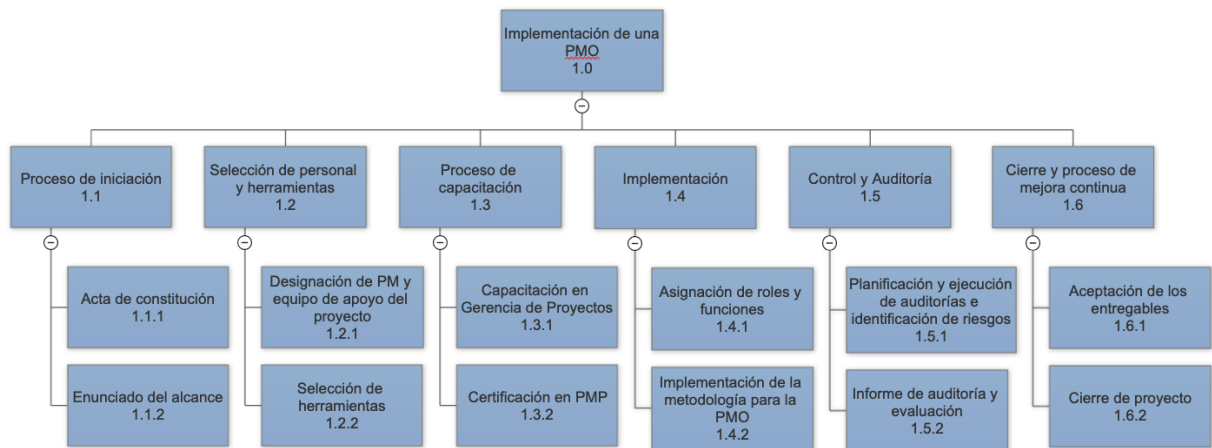 Implementación de una
PMO
1.0
Proceso de iniciación
1.1
Selección de personal
y herramientas
1.2
Proceso de
capacitación
1.3
Implementación
1.4
Control y Auditoría
1.5
Cierre y proceso de
mejora continua
1.6
Acta de constitución
1.1.1
Designación de PM y
equipo de apoyo del
proyecto
1.2.1
Capacitación en
Gerencia de Proyectos
1.3.1
Asignación de roles y
funciones
1.4.1
Planificación y ejecución
de auditorías e
identificación de riesgos
1.5.1
Aceptación de los
entregables
1.6.1
Enunciado del alcance
1.1.2
Selección de
herramientas
1.2.2
Certificación en PMP
1.3.2
Implementación de la
metodología para la
PMO
1.4.2
Informe de auditoría y
evaluación
1.5.2
Cierre de proyecto
1.6.2